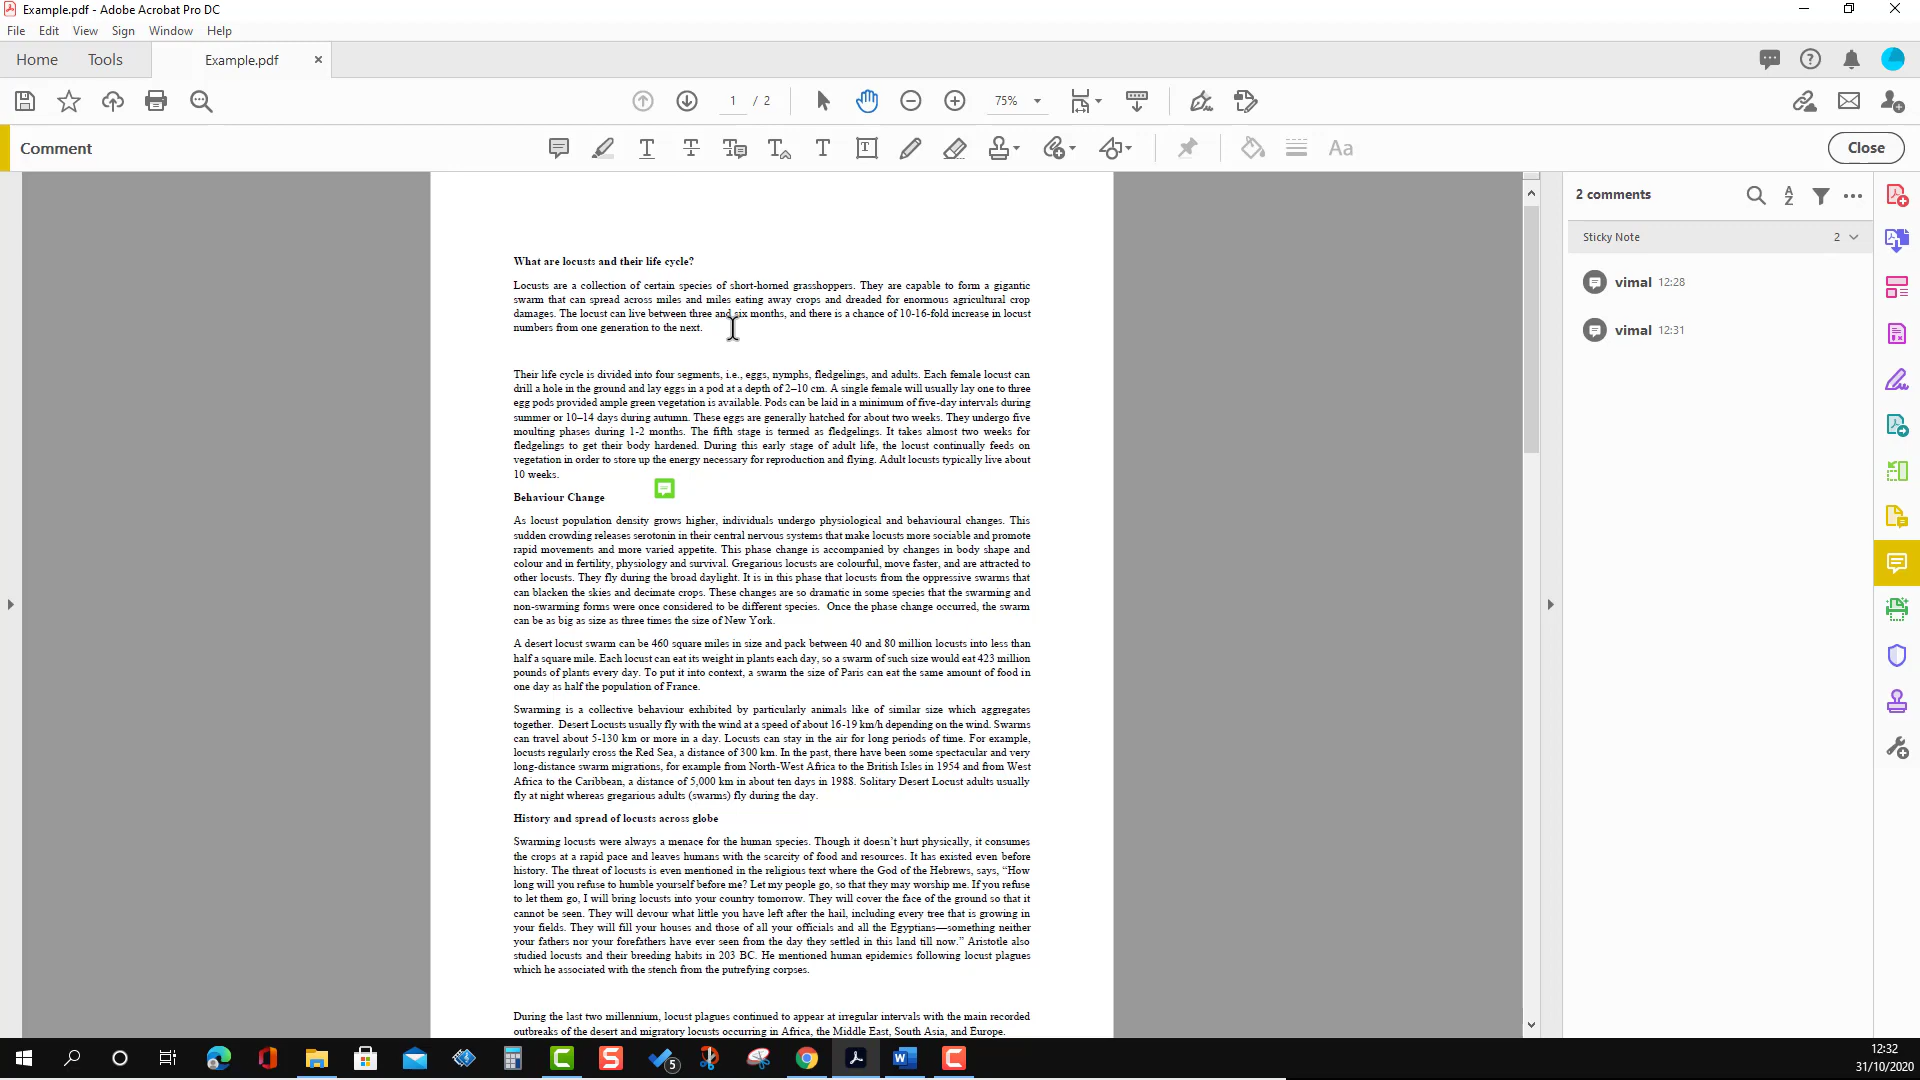 Example.pdf - Adobe Acrobat Pro DC
File Edit View Sign Window Help
Home Tools Example.pdf
1 / 2 75%
Comment
T T T T T T Aa
Close
2 comments
A
Z
Sticky Note 2
vimal 12:28
vimal 12:31
What are locusts and their life cycle?
Locusts are a collection of certain species of short-horned grasshoppers. They are capable to form a gigantic
swarm that can spread across miles and miles eating away crops and dreaded for enormous agricultural crop
damages. The locust can live between three and six months, and there is a chance of 10-16-fold increase in locust
numbers from one generation to the next.
Their life cycle is divided into four segments, i.e., eggs, nymphs, fledgelings, and adults. Each female locust can
drill a hole in the ground and lay eggs in a pod at a depth of 2–10 cm. A single female will usually lay one to three
egg pods provided ample green vegetation is available. Pods can be laid in a minimum of five-day intervals during
summer or 10–14 days during autumn. These eggs are generally hatched for about two weeks. They undergo five
moulting phases during 1-2 months. The fifth stage is termed as fledgelings. It takes almost two weeks for
fledgelings to get their body hardened. During this early stage of adult life, the locust continually feeds on
vegetation in order to store up the energy necessary for reproduction and flying. Adult locusts typically live about
10 weeks.
Behaviour Change
As locust population density grows higher, individuals undergo physiological and behavioural changes. This
sudden crowding releases serotonin in their central nervous systems that make locusts more sociable and promote
rapid movements and more varied appetite. This phase change is accompanied by changes in body shape and
colour and in fertility, physiology and survival. Gregarious locusts are colourful, move faster, and are attracted to
other locusts. They fly during the broad daylight. It is in this phase that locusts from the oppressive swarms that
can blacken the skies and decimate crops. These changes are so dramatic in some species that the swarming and
non-swarming forms were once considered to be different species. Once the phase change occurred, the swarm
can be as big as size as three times the size of New York.
A desert locust swarm can be 460 square miles in size and pack between 40 and 80 million locusts into less than
half a square mile. Each locust can eat its weight in plants each day, so a swarm of such size would eat 423 million
pounds of plants every day. To put it into context, a swarm the size of Paris can eat the same amount of food in
one day as half the population of France.
Swarming is a collective behaviour exhibited by particularly animals like of similar size which aggregates
together. Desert Locusts usually fly with the wind at a speed of about 16-19 km/h depending on the wind. Swarms
can travel about 5-130 km or more in a day. Locusts can stay in the air for long periods of time. For example,
locusts regularly cross the Red Sea, a distance of 300 km. In the past, there have been some spectacular and very
long-distance swarm migrations, for example from North-West Africa to the British Isles in 1954 and from West
Africa to the Caribbean, a distance of 5,000 km in about ten days in 1988. Solitary Desert Locust adults usually
fly at night whereas gregarious adults (swarms) fly during the day.
History and spread of locusts across globe
Swarming locusts were always a menace for the human species. Though it doesn't hurt physically, it consumes
the crops at a rapid pace and leaves humans with the scarcity of food and resources. It has existed even before
history. The threat of locusts is even mentioned in the religious text where the God of the Hebrews, says, “How
long will you refuse to humble yourself before me? Let my people go, so that they may worship me. If you refuse
to let them go, I will bring locusts into your country tomorrow. They will cover the face of the ground so that it
cannot be seen. They will devour what little you have left after the hail, including every tree that is growing in
your fields. They will fill your houses and those of all your officials and all the Egyptians—something neither
your fathers nor your forefathers have ever seen from the day they settled in this land till now.” Aristotle also
studied locusts and their breeding habits in 203 BC. He mentioned human epidemics following locust plagues
which he associated with the stench from the putrefying corpses.
During the last two millennium, locust plagues continued to appear at irregular intervals with the main recorded
outbreaks of the desert and migratory locusts occurring in Africa, the Middle East, South Asia, and Europe.
5
12:32
31/10/2020